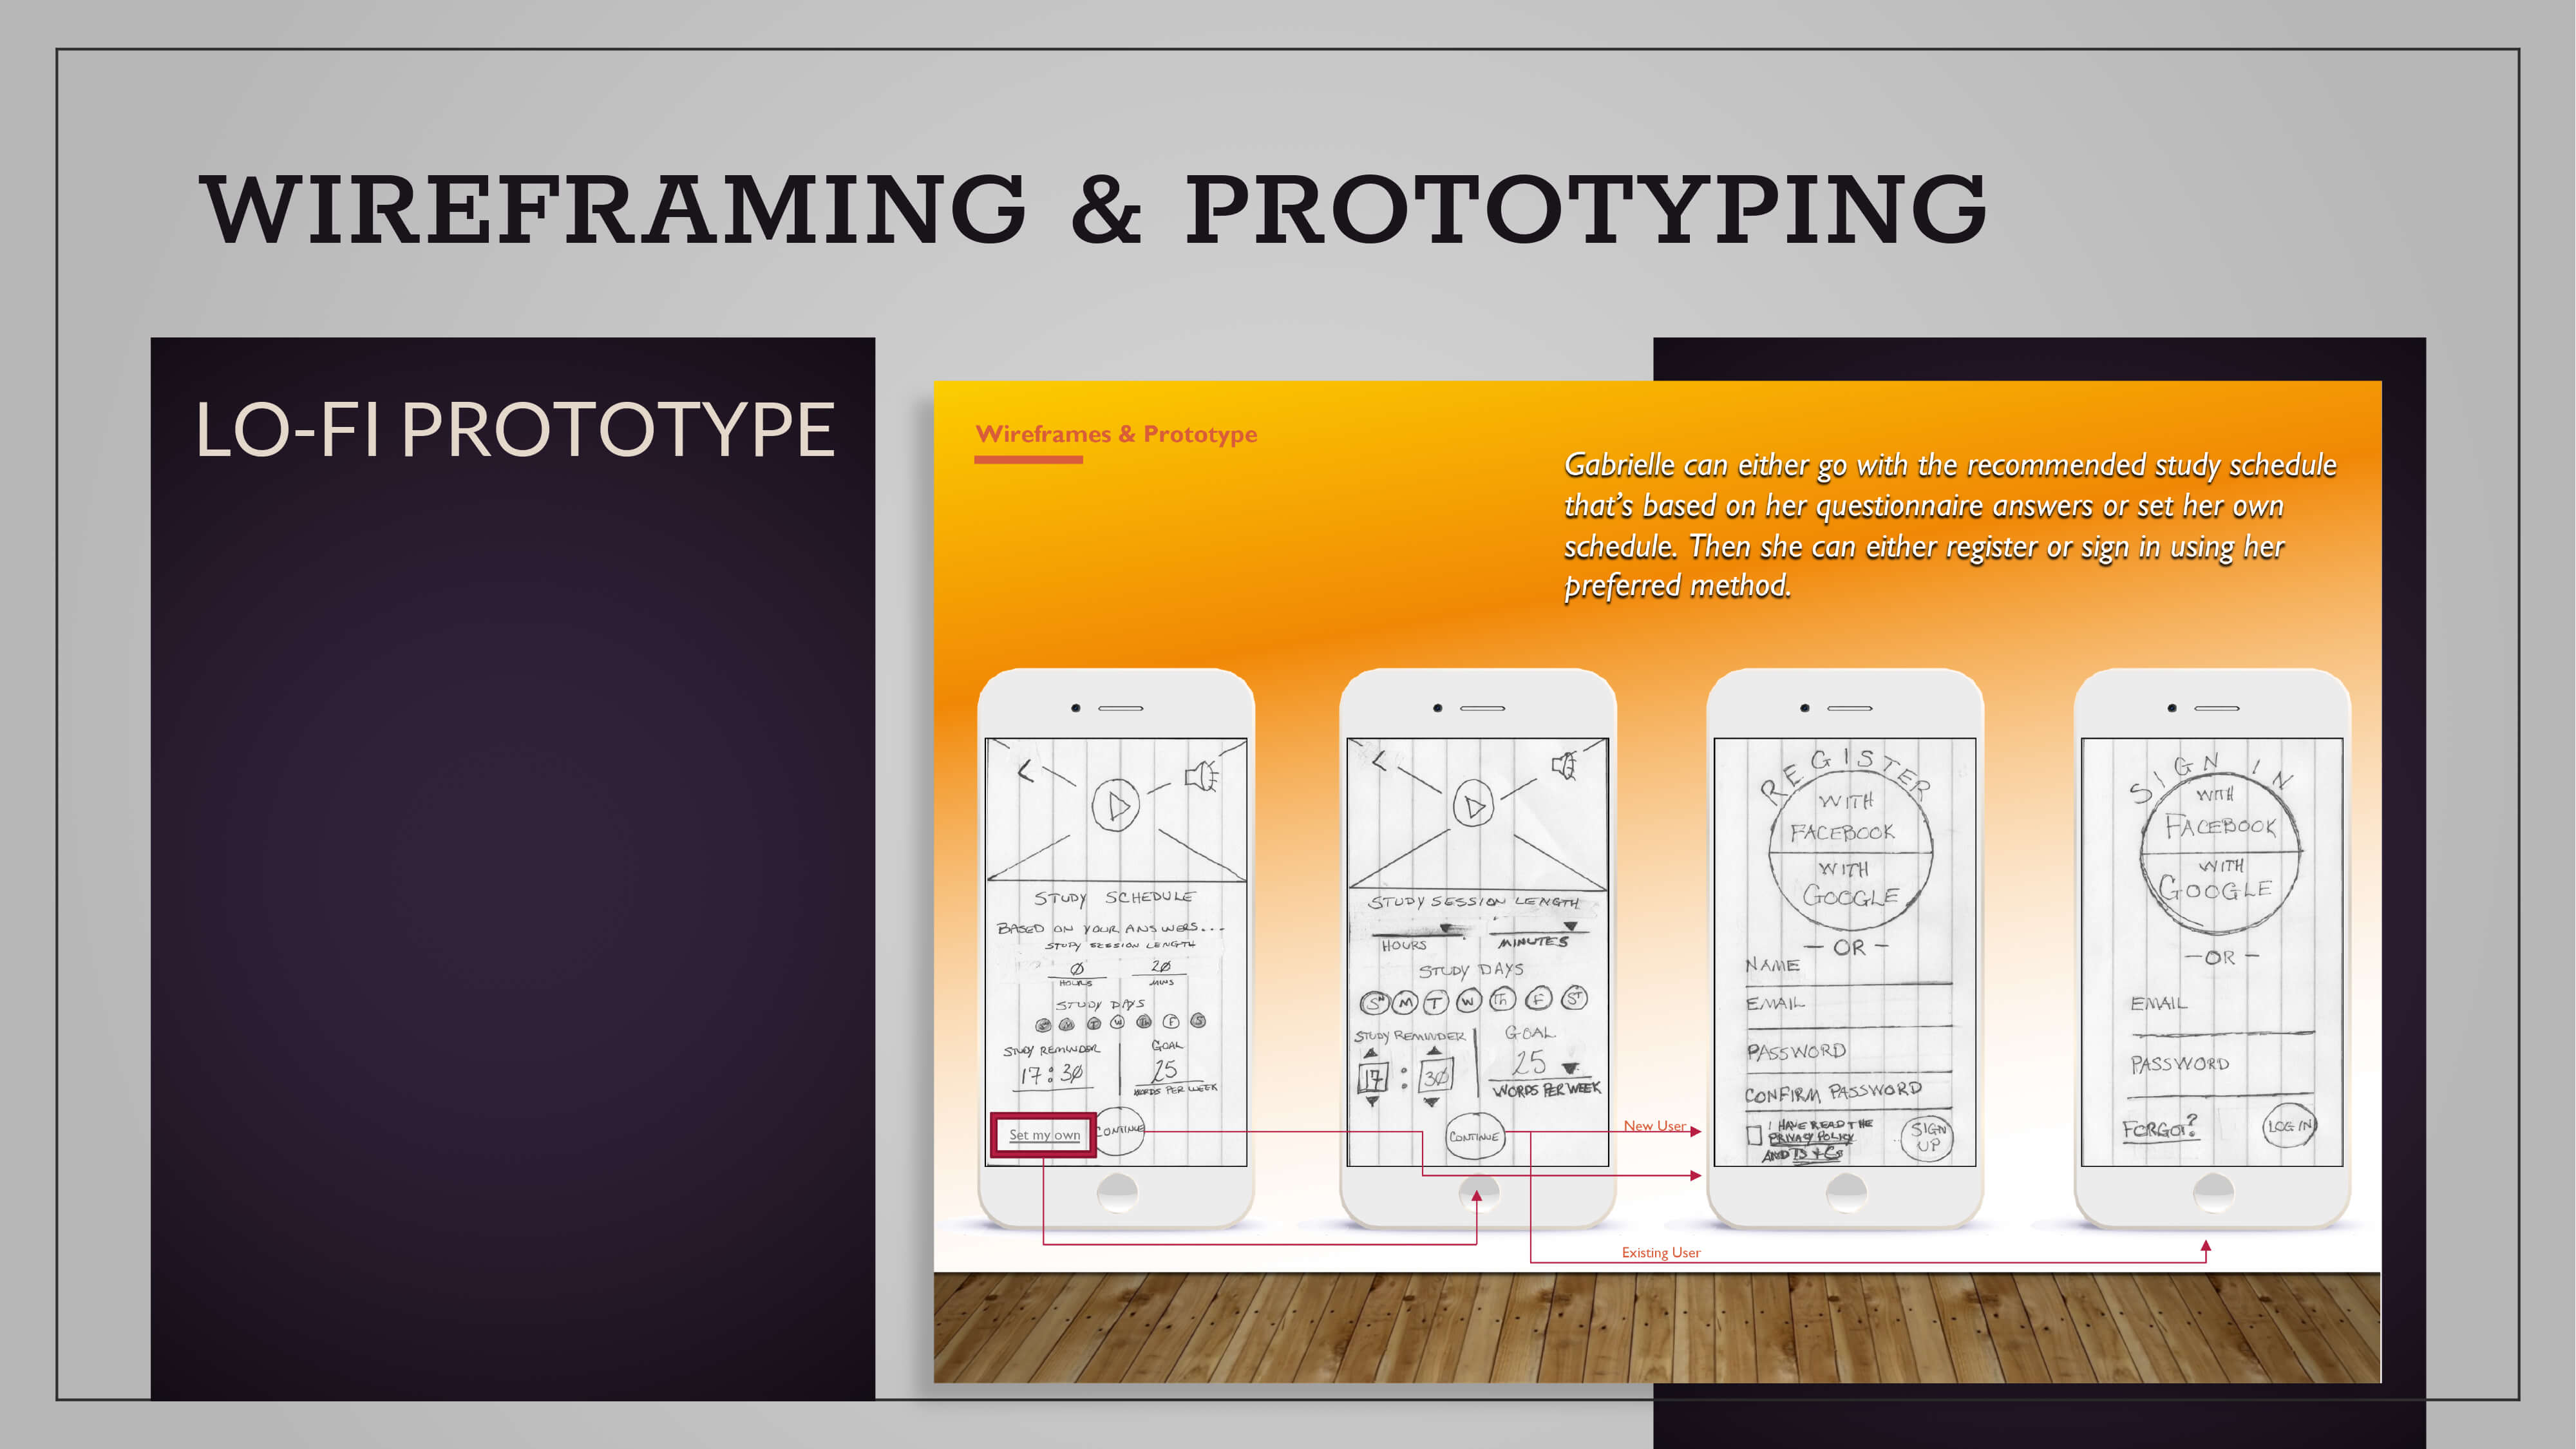 WIREFRAMING & PROTOTYPING
LO-FI PROTOTYPE
Wireframes & Prototype
Gabrielle can either go with the recommended study schedule
that's based on her questionnaire answers or set her own
schedule. Then she can either register or sign in using her
preferred method.
STUDY SCHEDULE
BASED ON YOUR ANSWERS...
STUDY SESSION LENGTH
0 20
HOURS MINS
STUDY DAYS
S M T W Th F S
STUDY REMINDER GOAL
17:30 25
WORDS PER WEEK
Set my own CONTINUE
STUDY SESSION LENGTH
HOURS MINUTES
STUDY DAYS
SN M T W Th F ST
STUDY REMINDER GOAL
17 : 30 25
WORDS PER WEEK
CONTINUE
New User
Existing User
REGISTER
WITH
FACEBOOK
WITH
GOOGLE
- OR -
NAME
EMAIL
PASSWORD
CONFIRM PASSWORD
I HAVE READ THE
PRIVACY POLICY
AND Ts + Cs
SIGN
UP
SIGN IN
WITH
FACEBOOK
WITH
GOOGLE
- OR -
EMAIL
PASSWORD
FORGOT? LOG IN